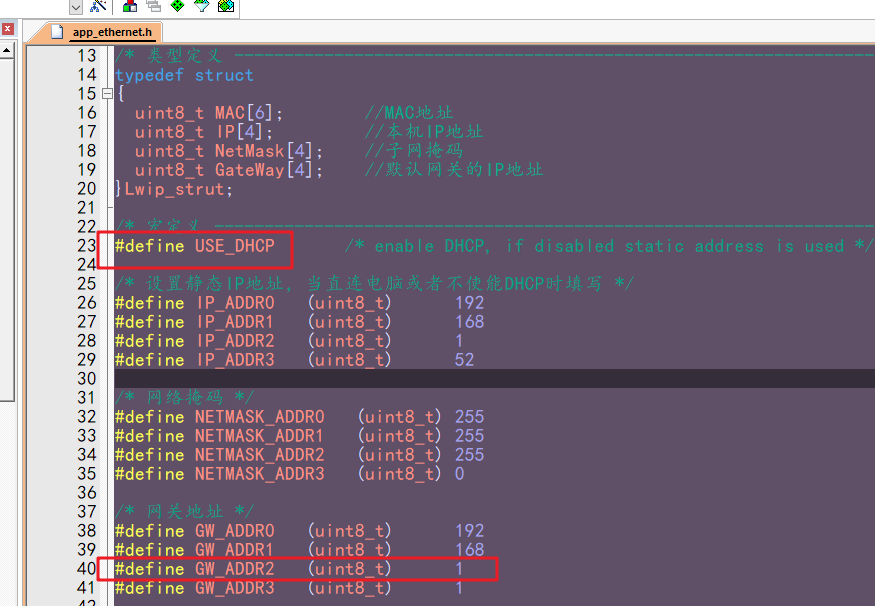 app_ethernet.h
13 /* 类型定义 ------------------------------------------------------------------
14 typedef struct
15 {
16 uint8_t MAC[6]; //MAC地址
17 uint8_t IP[4]; //本机IP地址
18 uint8_t NetMask[4]; //子网掩码
19 uint8_t GateWay[4]; //默认网关的IP地址
20 }Lwip_strut;
21
22 /* 宏定义 --------------------------------------------------------------------
23 #define USE_DHCP /* enable DHCP, if disabled static address is used */
24
25 /* 设置静态IP地址, 当直连电脑或者不使能DHCP时填写 */
26 #define IP_ADDR0 (uint8_t) 192
27 #define IP_ADDR1 (uint8_t) 168
28 #define IP_ADDR2 (uint8_t) 1
29 #define IP_ADDR3 (uint8_t) 52
30
31 /* 网络掩码 */
32 #define NETMASK_ADDR0 (uint8_t) 255
33 #define NETMASK_ADDR1 (uint8_t) 255
34 #define NETMASK_ADDR2 (uint8_t) 255
35 #define NETMASK_ADDR3 (uint8_t) 0
36
37 /* 网关地址 */
38 #define GW_ADDR0 (uint8_t) 192
39 #define GW_ADDR1 (uint8_t) 168
40 #define GW_ADDR2 (uint8_t) 1
41 #define GW_ADDR3 (uint8_t) 1